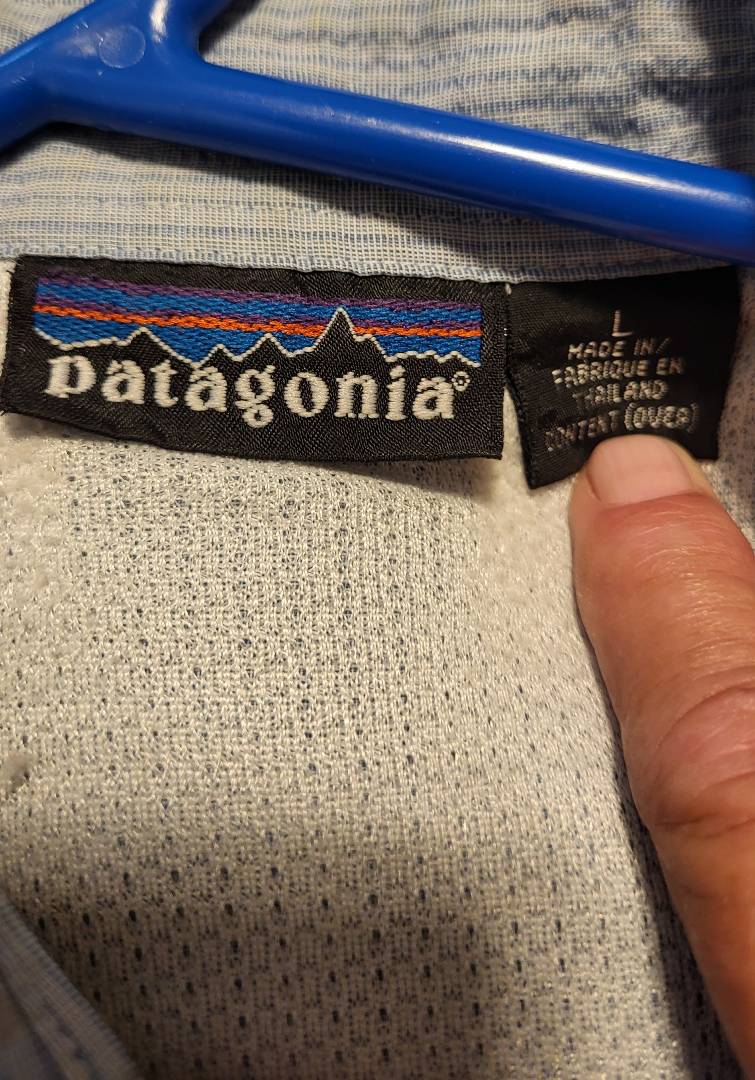 patagonia®
L
MADE IN/
FABRIQUE EN
THAILAND
CONTENT (OVER)